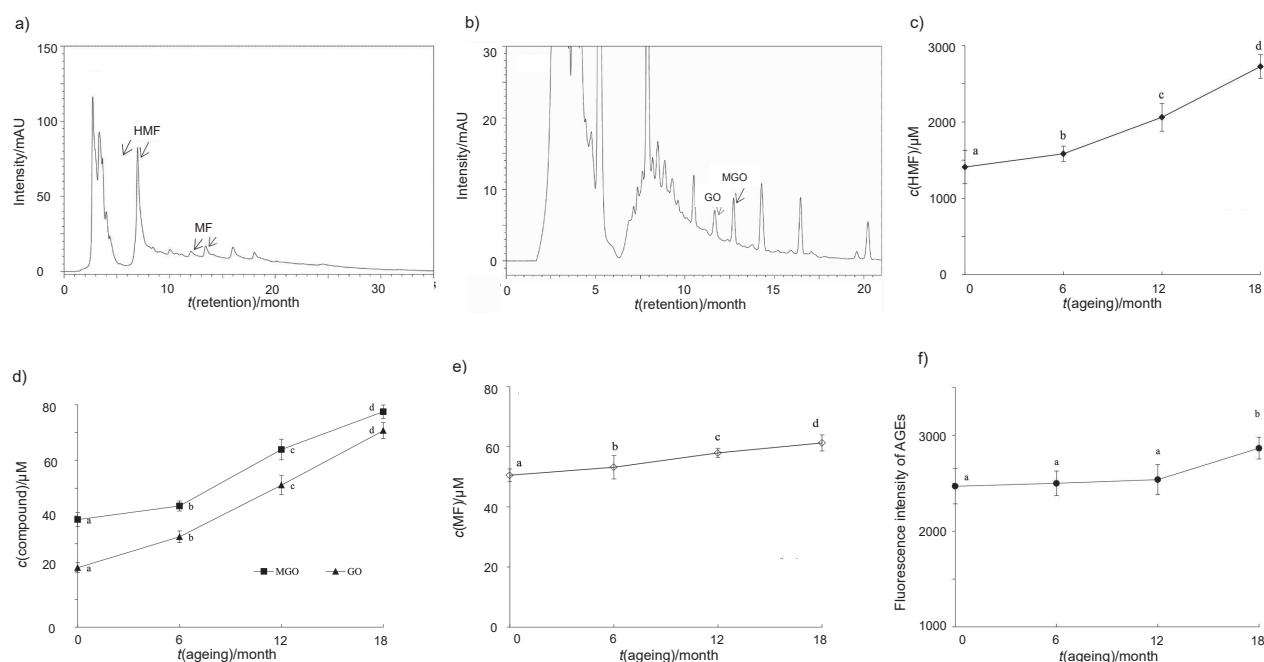 a)
150
100
75
50
25
0
Intensity/mAU
HMF
MF
0
10
20
30
t(retention)/month
b)
30
20
10
0
Intensity/mAU
GO
MGO
0
5
10
15
20
t(retention)/month
c)
3000
2000
1000
0
c(HMF)/µM
a
b
c
d
0
6
12
18
t(ageing)/month
d)
80
60
40
20
0
c(compound)/µM
a
b
c
d
a
b
c
d
MGO
GO
0
6
12
18
t(ageing)/month
e)
80
60
40
20
0
c(MF)/µM
a
b
c
d
0
6
12
18
t(ageing)/month
f)
3000
2000
1000
Fluorescence intensity of AGEs
a
a
a
b
0
6
12
18
t(ageing)/month